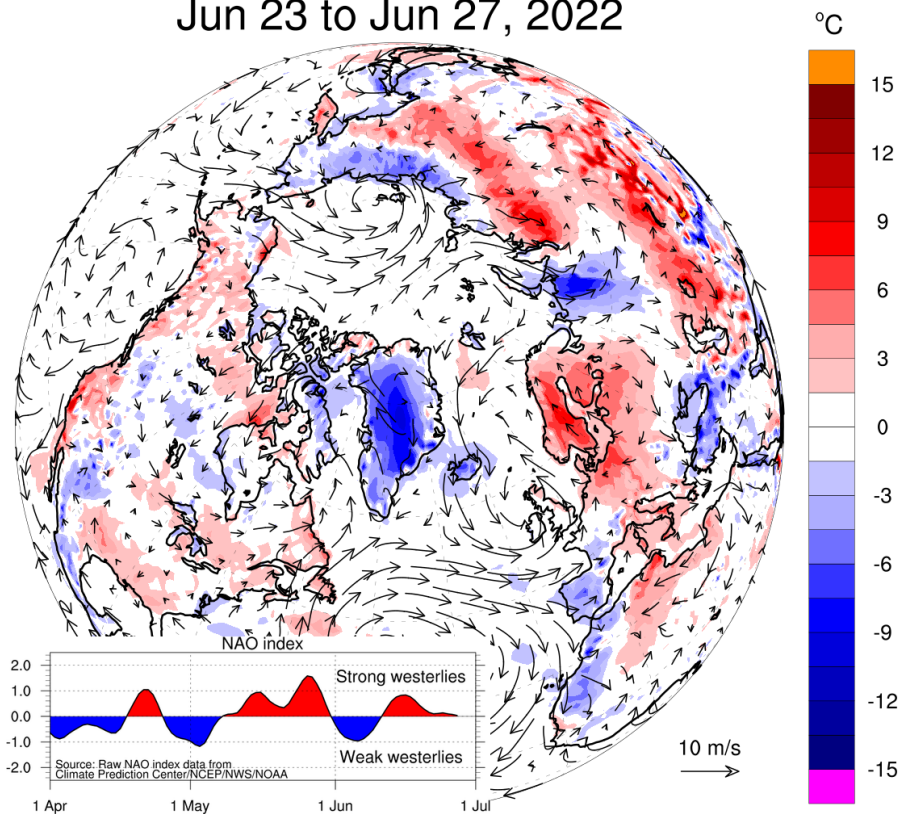 Jun 23 to Jun 27, 2022
°C
15
12
9
6
3
0
-3
-6
-9
-12
-15
10 m/s
NAO index
2.0
1.0
0.0
-1.0
-2.0
Strong westerlies
Weak westerlies
Source: Raw NAO index data from
Climate Prediction Center/NCEP/NWS/NOAA
1 Apr 1 May 1 Jun 1 Jul